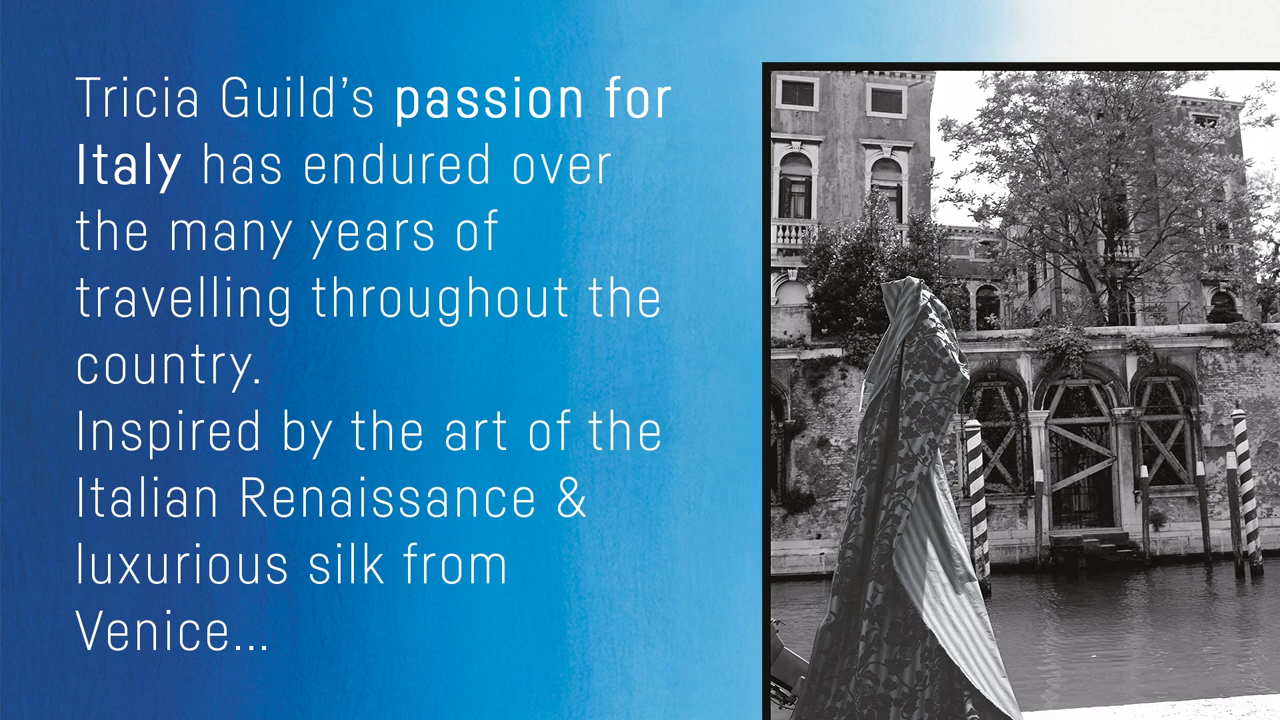 Tricia Guild’s passion for
Italy has endured over
the many years of
travelling throughout the
country.
Inspired by the art of the
Italian Renaissance &
luxurious silk from
Venice...